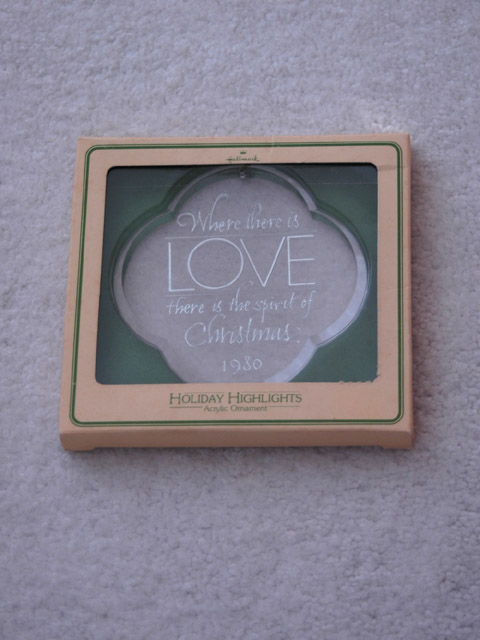 Hallmark
Where there is
LOVE
there is the spirit of
Christmas.
1980
HOLIDAY HIGHLIGHTS
Acrylic Ornament